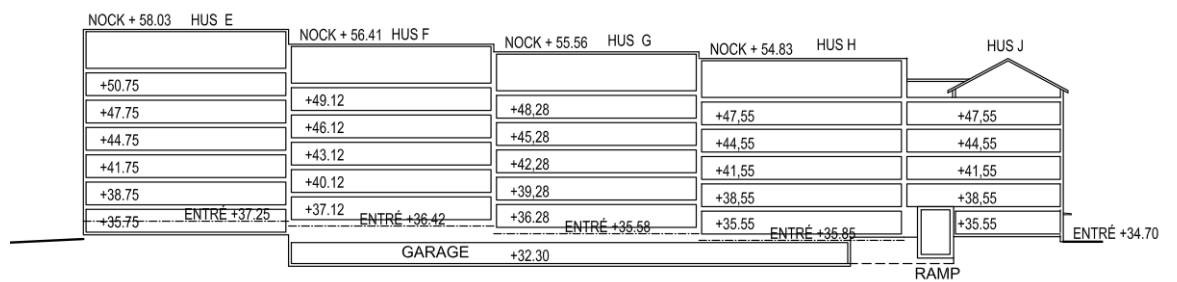 NOCK + 58.03 HUS E
+50.75
+47.75
+44.75
+41.75
+38.75
+35.75
ENTRÉ +37.25
NOCK + 56.41 HUS F
+49.12
+46.12
+43.12
+40.12
+37.12
ENTRÉ +36.42
NOCK + 55.56 HUS G
+48,28
+45,28
+42,28
+39,28
+36.28
ENTRÉ +35.58
NOCK + 54.83 HUS H
+47,55
+44,55
+41,55
+38,55
+35.55
ENTRÉ +35.85
HUS J
+47,55
+44,55
+41,55
+38,55
+35.55
ENTRÉ +34.70
GARAGE +32.30
RAMP